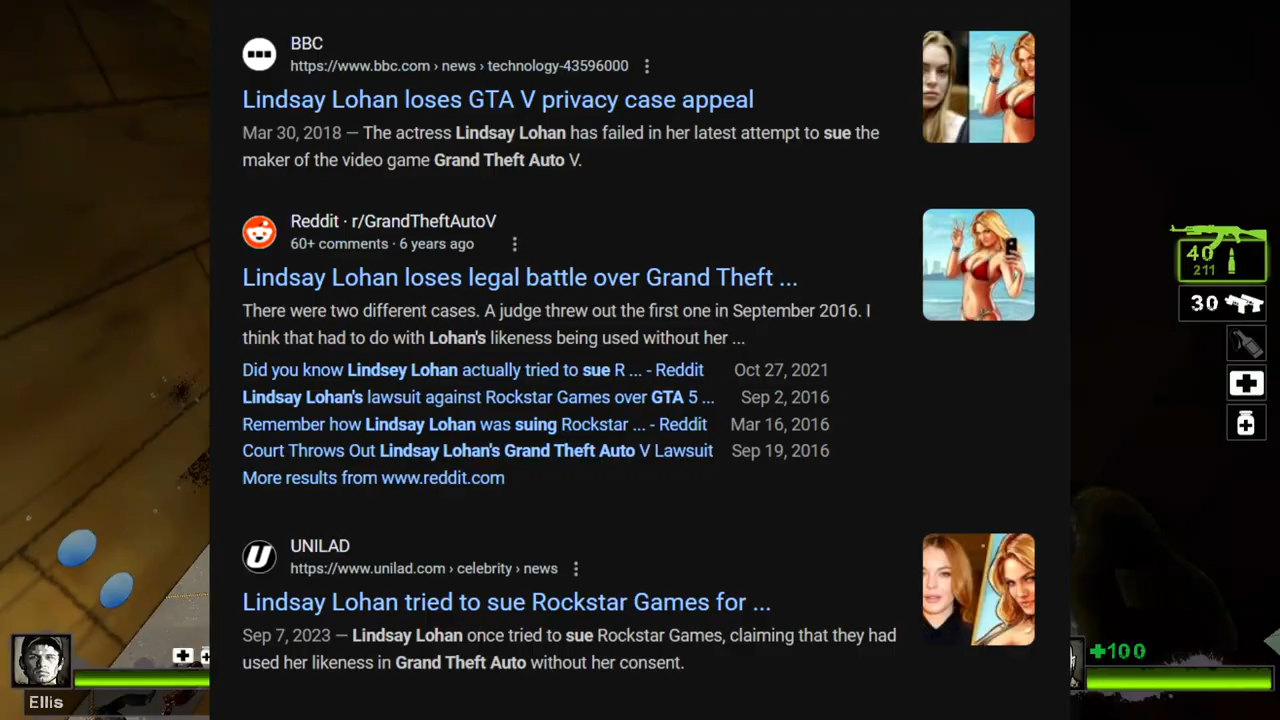 BBC
https://www.bbc.com › news › technology-43596000
Lindsay Lohan loses GTA V privacy case appeal
Mar 30, 2018 — The actress Lindsay Lohan has failed in her latest attempt to sue the
maker of the video game Grand Theft Auto V.
Reddit · r/GrandTheftAutoV
60+ comments · 6 years ago
Lindsay Lohan loses legal battle over Grand Theft ...
There were two different cases. A judge threw out the first one in September 2016. I
think that had to do with Lohan's likeness being used without her ...
Did you know Lindsey Lohan actually tried to sue R ... - Reddit Oct 27, 2021
Lindsay Lohan's lawsuit against Rockstar Games over GTA 5 ... Sep 2, 2016
Remember how Lindsay Lohan was suing Rockstar ... - Reddit Mar 16, 2016
Court Throws Out Lindsay Lohan's Grand Theft Auto V Lawsuit Sep 19, 2016
More results from www.reddit.com
UNILAD
https://www.unilad.com › celebrity › news
Lindsay Lohan tried to sue Rockstar Games for ...
Sep 7, 2023 — Lindsay Lohan once tried to sue Rockstar Games, claiming that they had
used her likeness in Grand Theft Auto without her consent.
40
211
30
Ellis
+100